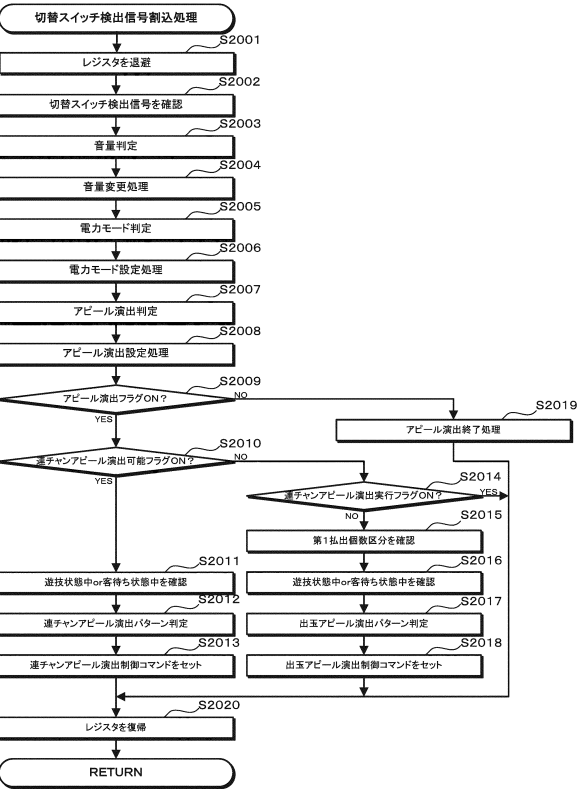 切替スイッチ検出信号割込処理
S2001
レジスタを退避
S2002
切替スイッチ検出信号を確認
S2003
音量判定
S2004
音量変更処理
S2005
電力モード判定
S2006
電力モード設定処理
S2007
アピール演出判定
S2008
アピール演出設定処理
S2009
アピール演出フラグON?
NO
YES
S2019
アピール演出終了処理
S2010
連チャンアピール演出可能フラグON?
NO
YES
S2014
連チャンアピール演出実行フラグON?
YES
NO
S2015
第1払出個数区分を確認
S2011
遊技状態中or客待ち状態中を確認
S2016
遊技状態中or客待ち状態中を確認
S2012
連チャンアピール演出パターン判定
S2017
出玉アピール演出パターン判定
S2013
連チャンアピール演出制御コマンドをセット
S2018
出玉アピール演出制御コマンドをセット
S2020
レジスタを復帰
RETURN